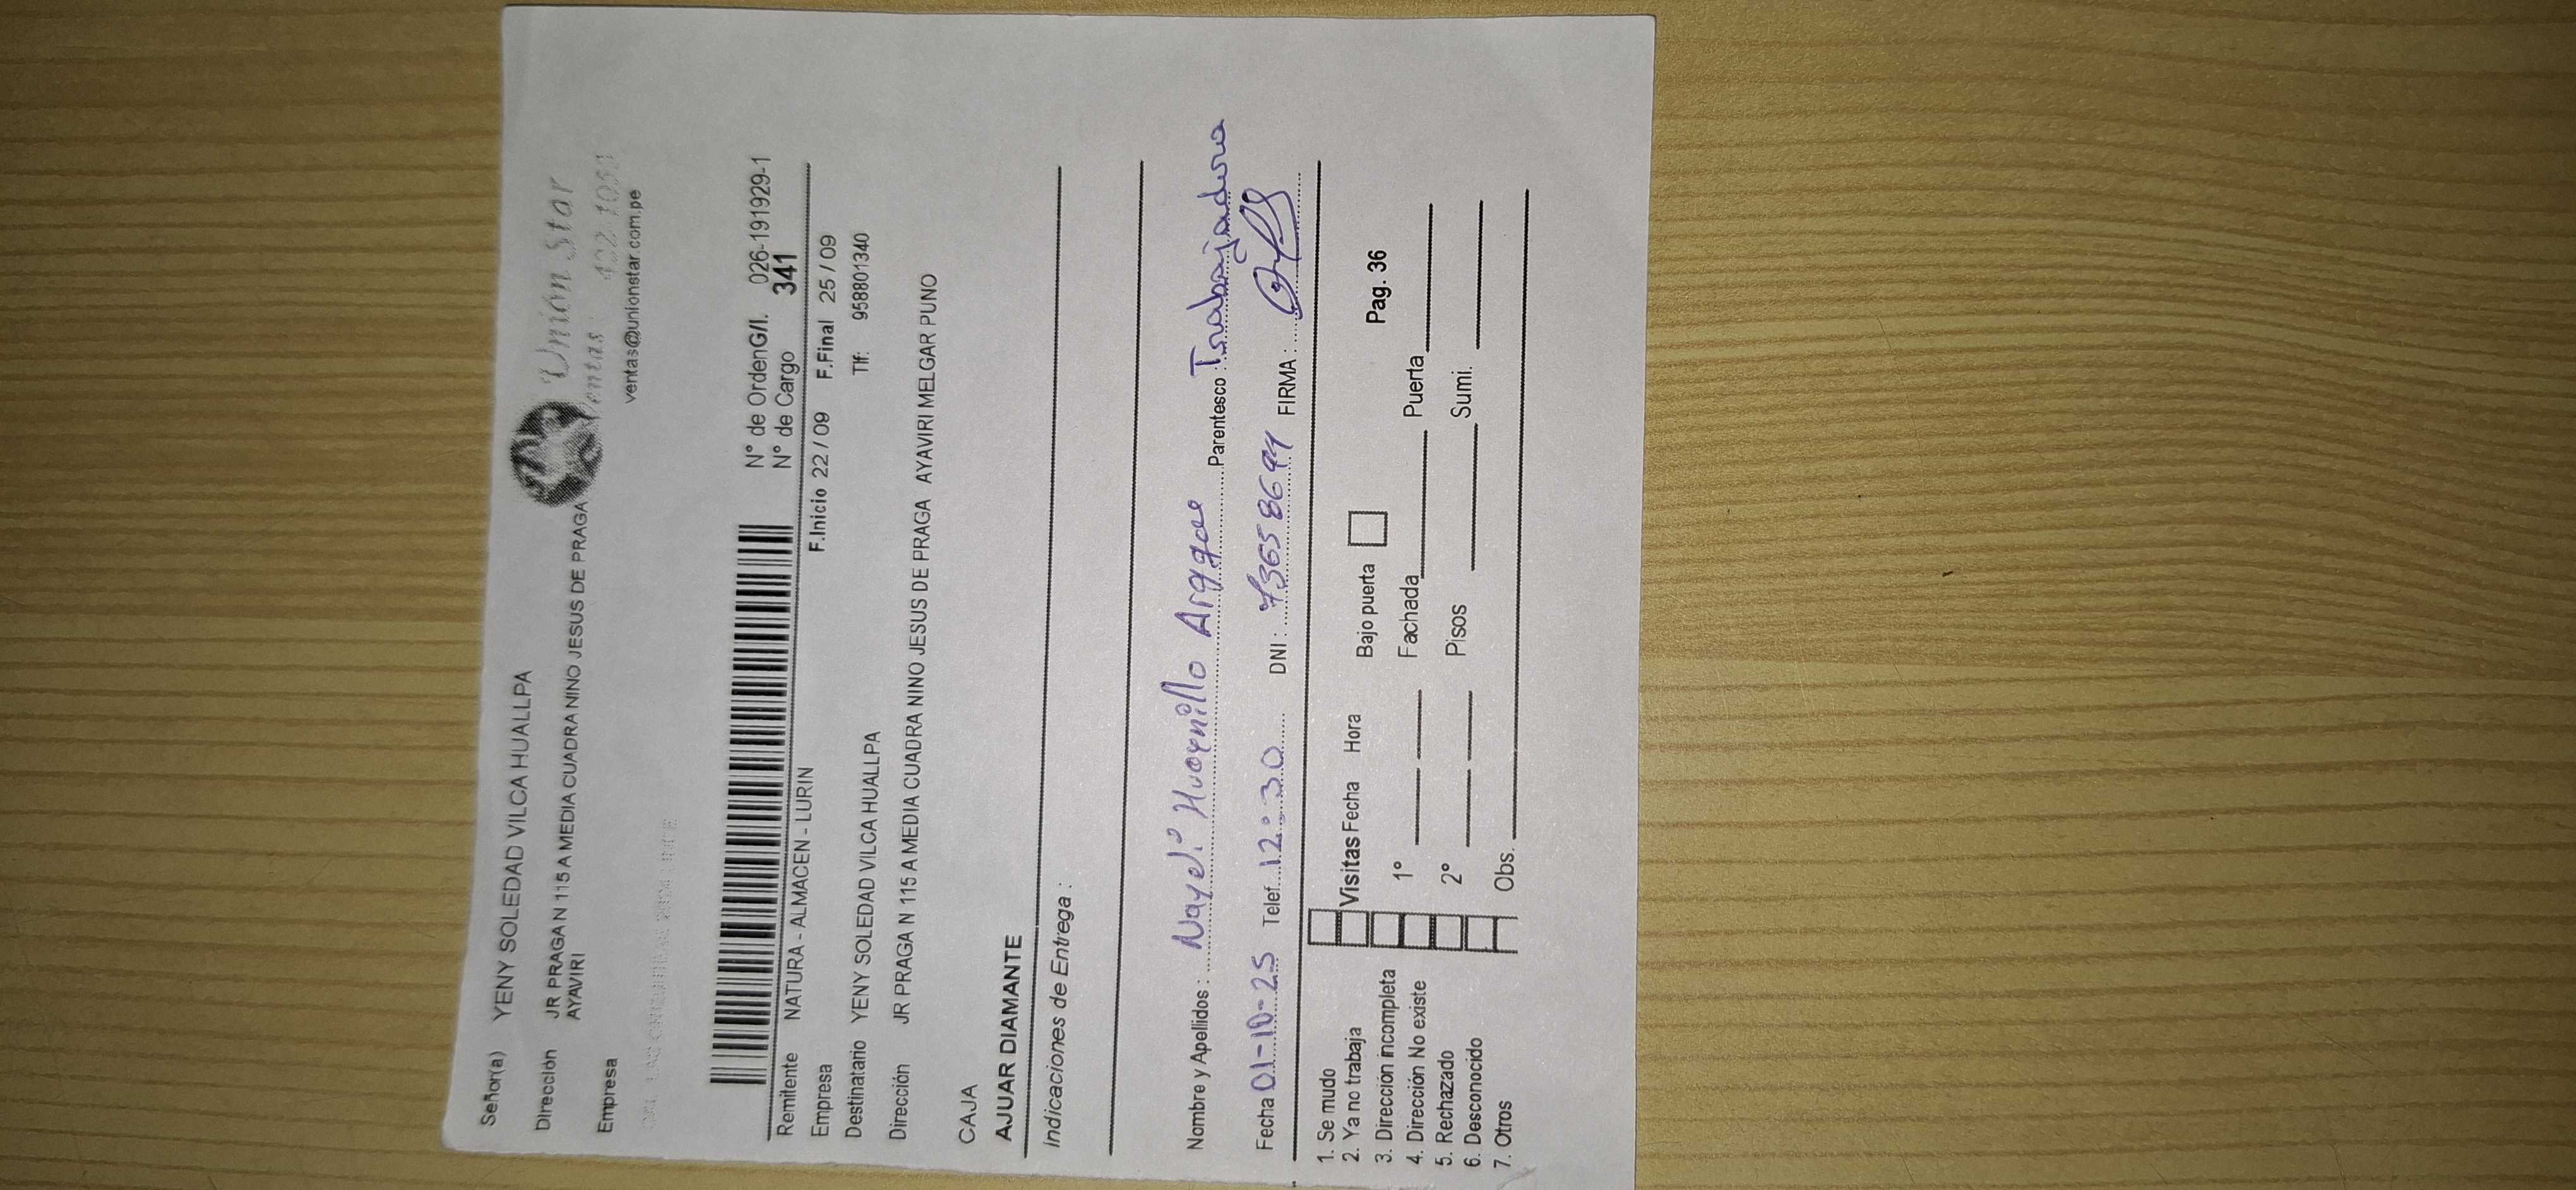 Señor(a) YENY SOLEDAD VILCA HUALLPA
Dirección JR PRAGA N 115 A MEDIA CUADRA NINO JESUS DE PRAGA
AYAVIRI
Empresa
Unión Star
Ventas :
ventas@unionstar.com.pe
N° de OrdenG/I. 026-191929-1
N° de Cargo 341
Remitente NATURA - ALMACEN - LURIN
Empresa F.Inicio 22 / 09 F.Final 25 / 09
Destinatario YENY SOLEDAD VILCA HUALLPA Tlf: 958801340
Dirección JR PRAGA N 115 A MEDIA CUADRA NINO JESUS DE PRAGA AYAVIRI MELGAR PUNO
CAJA
AJUAR DIAMANTE
Indicaciones de Entrega :
Nombre y Apellidos : Nayeli Parentesco : Trabajadora
Fecha 01-10-25 Telef. 12:30 DNI : FIRMA :
1. Se mudo
2. Ya no trabaja Visitas Fecha Hora Bajo puerta Pag. 36
3. Dirección incompleta
4. Dirección No existe 1° Fachada Puerta
5. Rechazado
6. Desconocido 2° Pisos Sumi.
7. Otros Obs.